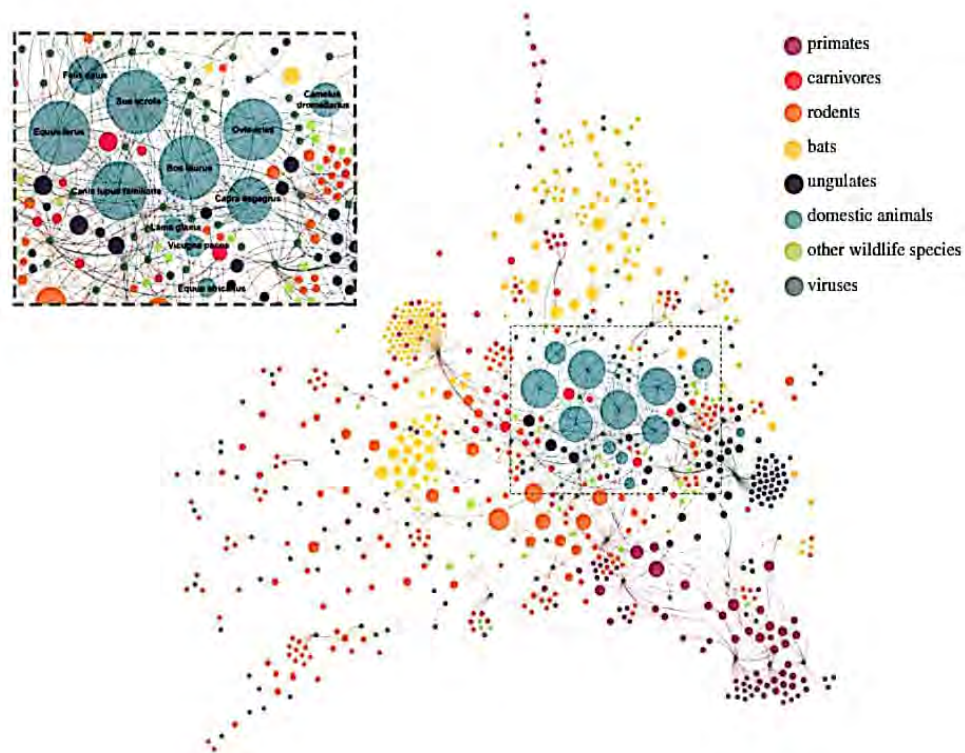 Felis catus
Sus scrofa
Camelus
dromedarius
Equus ferus
Ovis aries
Bos taurus
Canis lupus familiaris
Capra aegagrus
Lama glama
Vicugna pacos
Equus africanus
primates
carnivores
rodents
bats
ungulates
domestic animals
other wildlife species
viruses